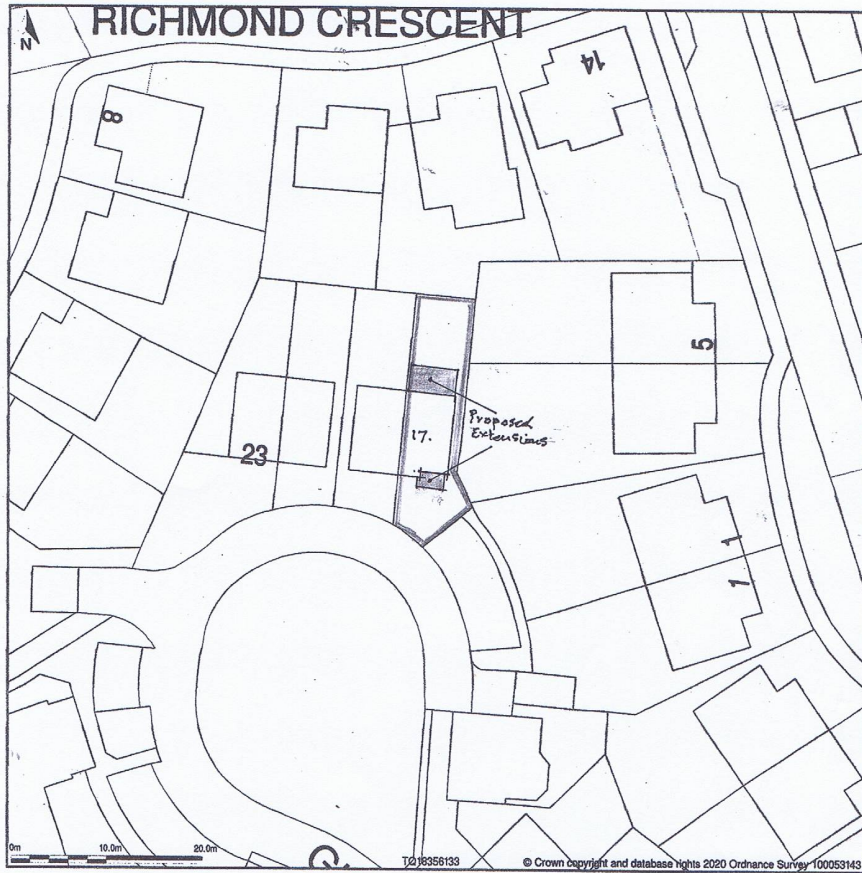 RICHMOND CRESCENT
N
8
14
5
Proposed
Extensions
17.
23
1
1
0m 10.0m 20.0m
TQ18356133
© Crown copyright and database rights 2020 Ordnance Survey 100053143